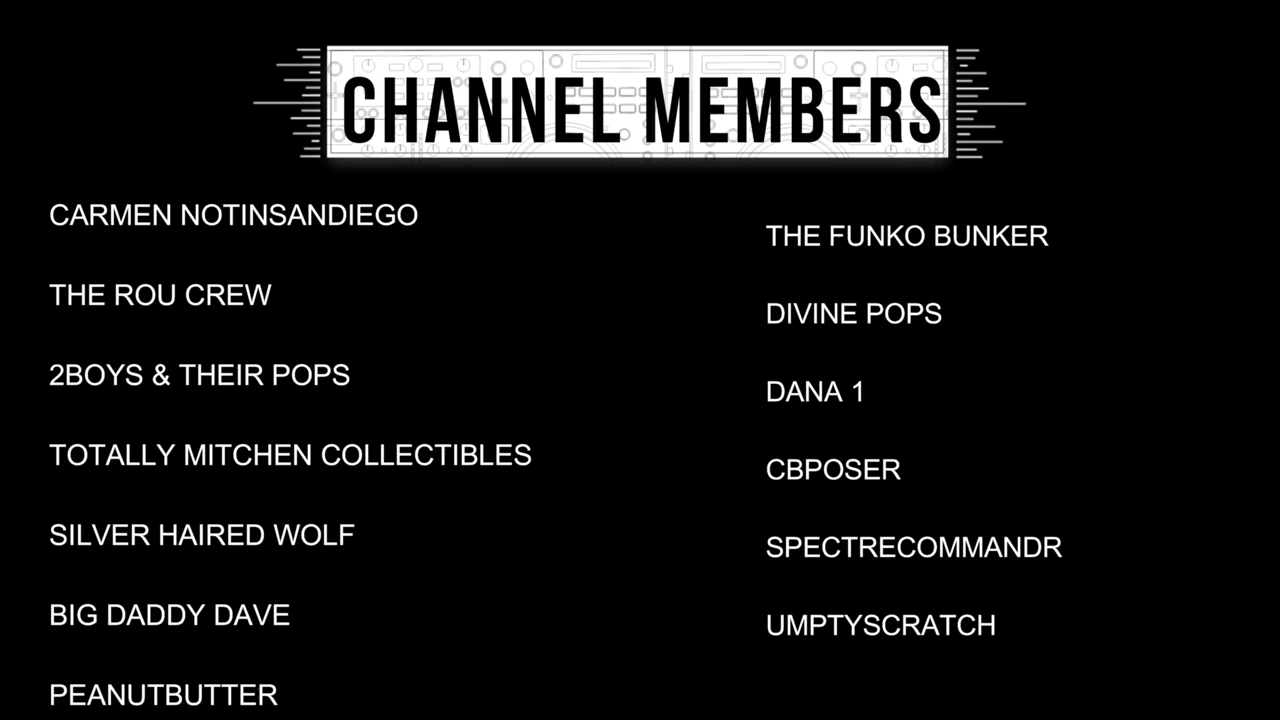 CHANNEL MEMBERS
CARMEN NOTINSANDIEGO
THE ROU CREW
2BOYS & THEIR POPS
TOTALLY MITCHEN COLLECTIBLES
SILVER HAIRED WOLF
BIG DADDY DAVE
PEANUTBUTTER
THE FUNKO BUNKER
DIVINE POPS
DANA 1
CBPOSER
SPECTRECOMMANDR
UMPTYSCRATCH